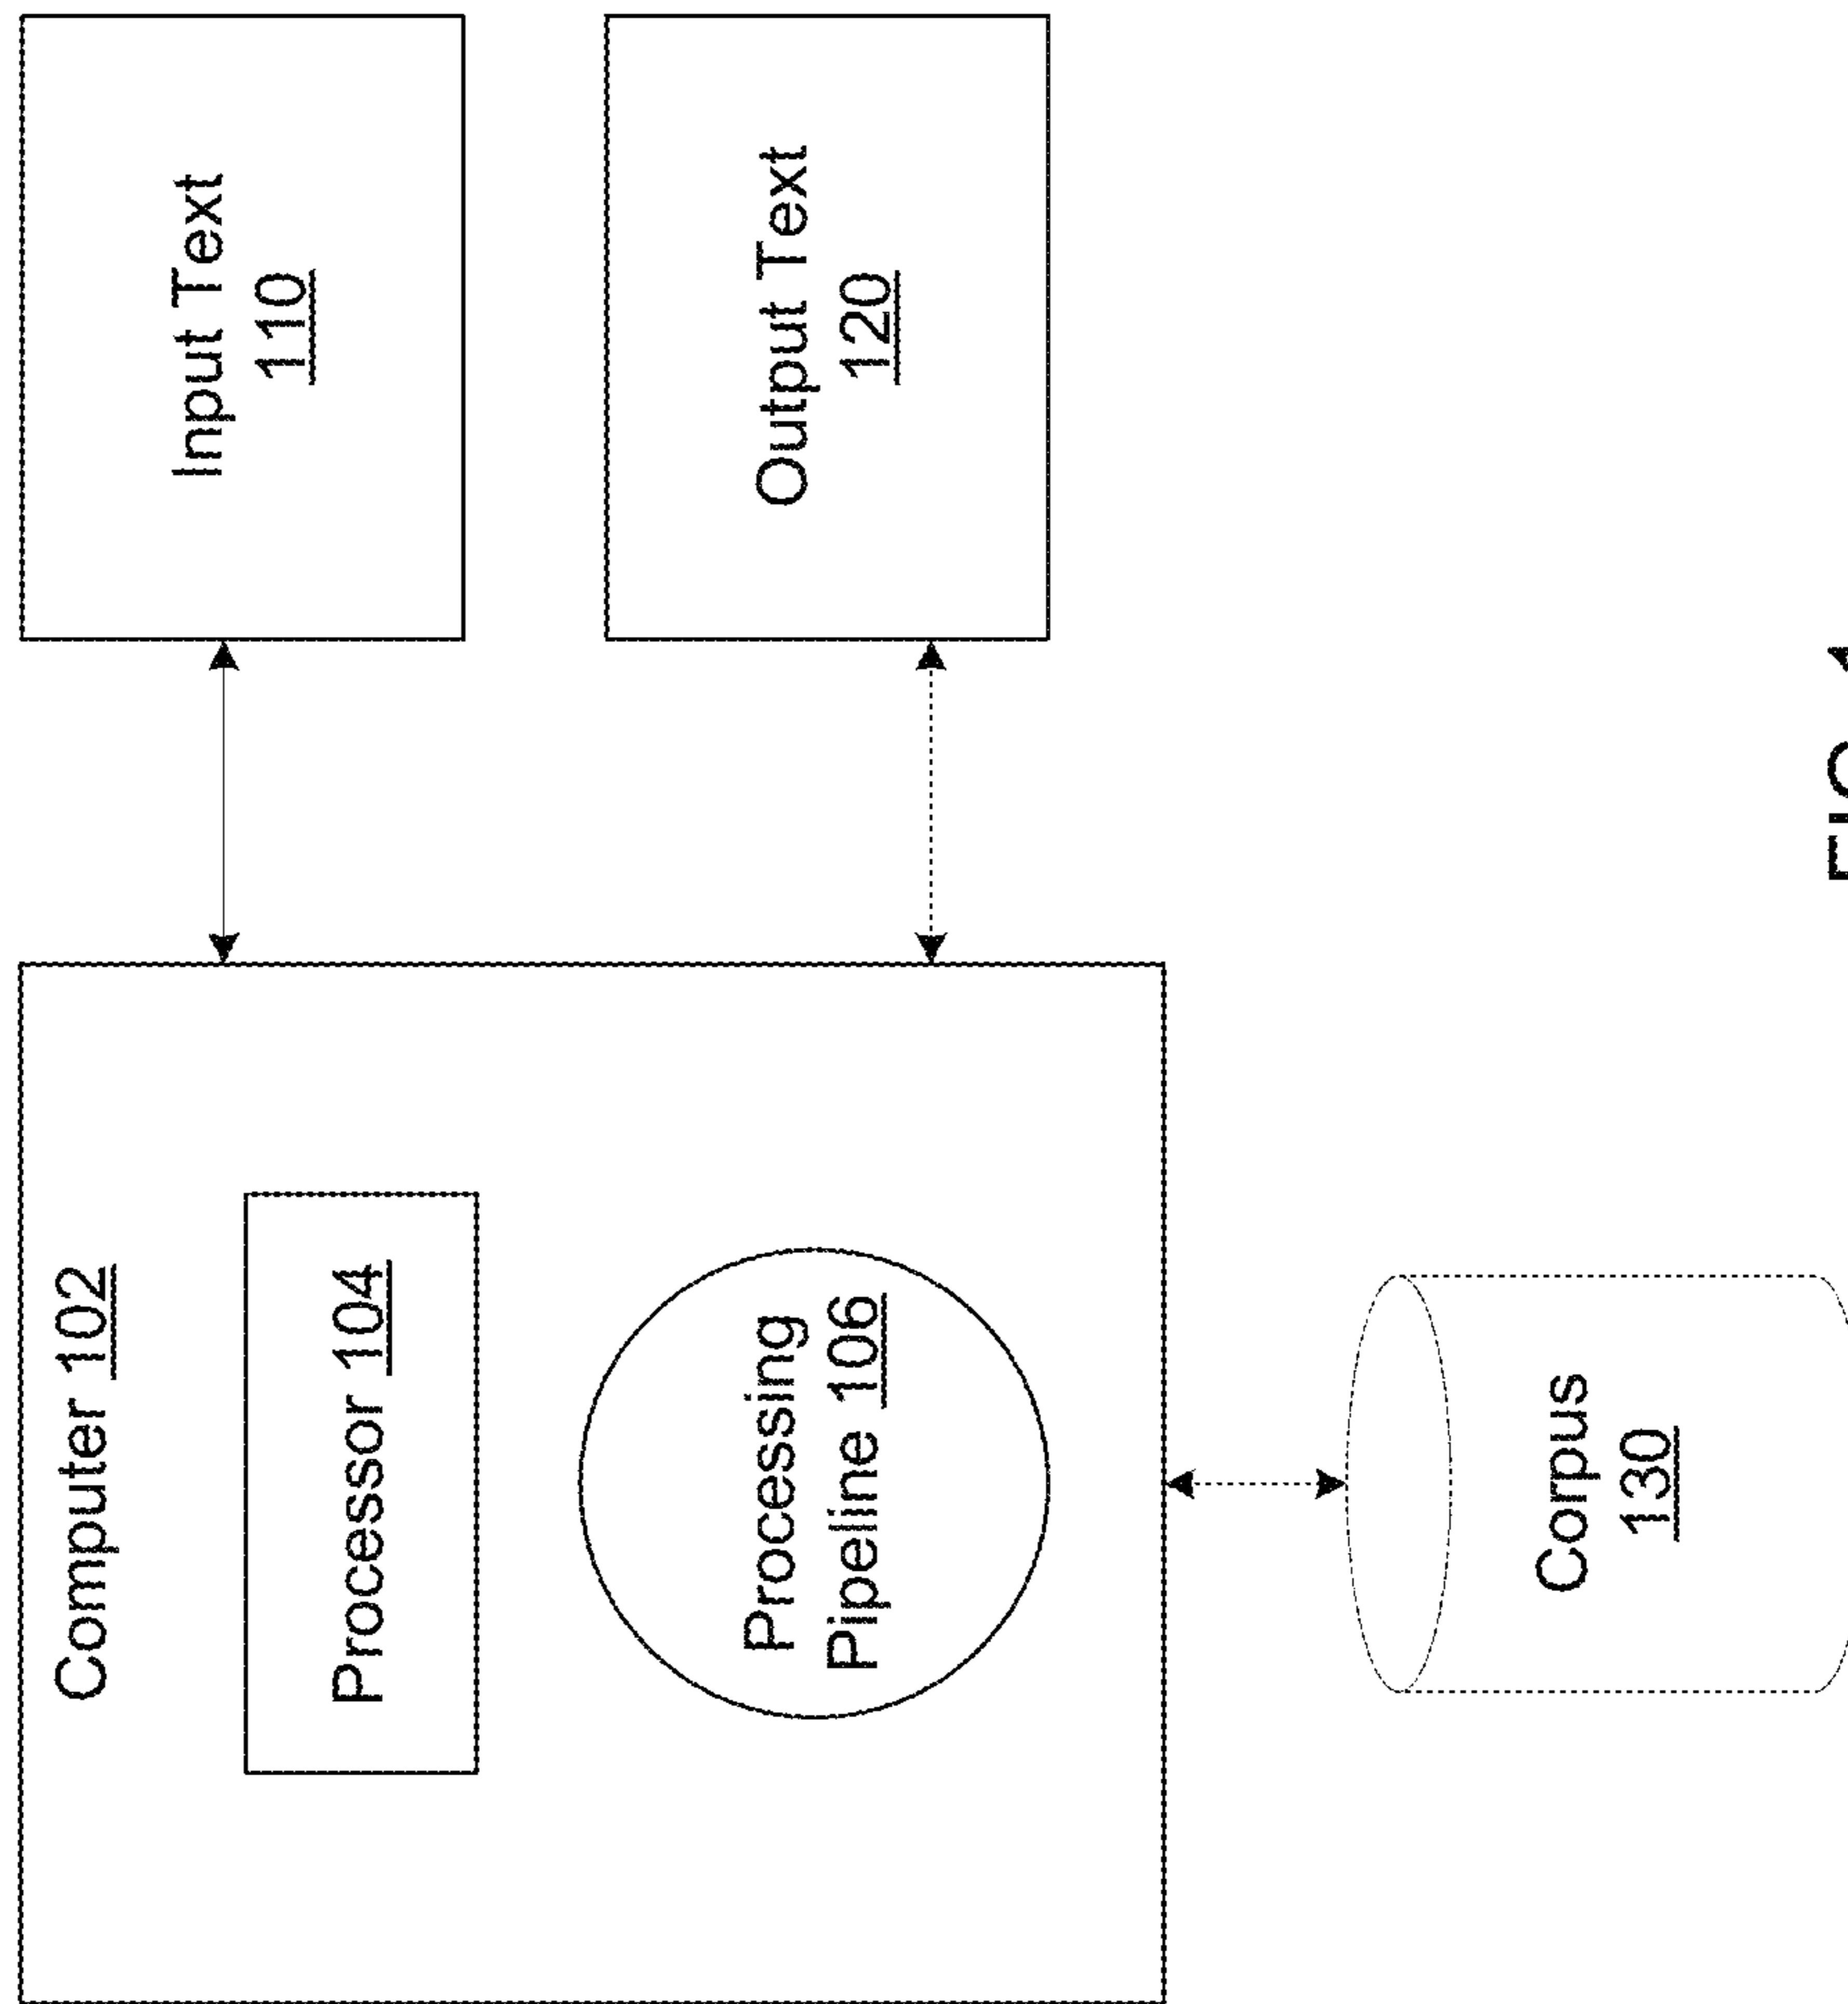 Computer 102
Processor 104
Processing
Pipeline 106
Input Text
110
Output Text
120
Corpus
130